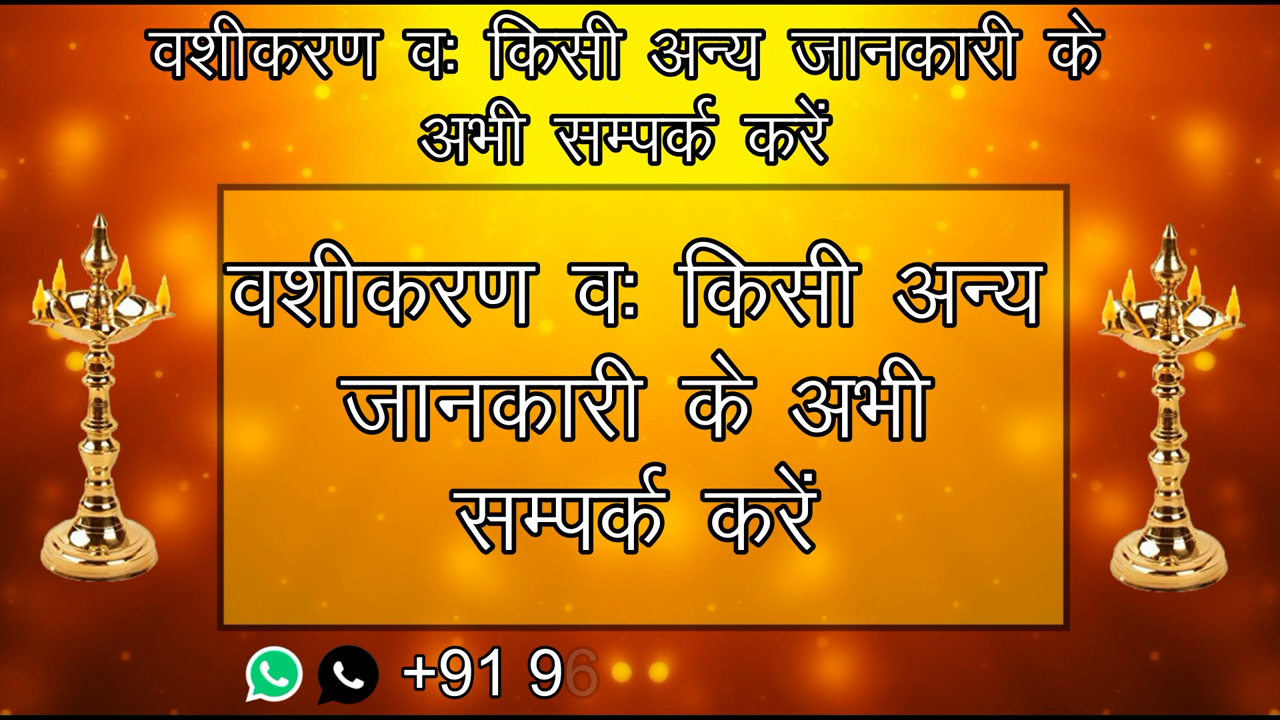 वशीकरण वः किसी अन्य जानकारी के
अभी सम्पर्क करें
वशीकरण वः किसी अन्य
जानकारी के अभी
सम्पर्क करें
+91 96